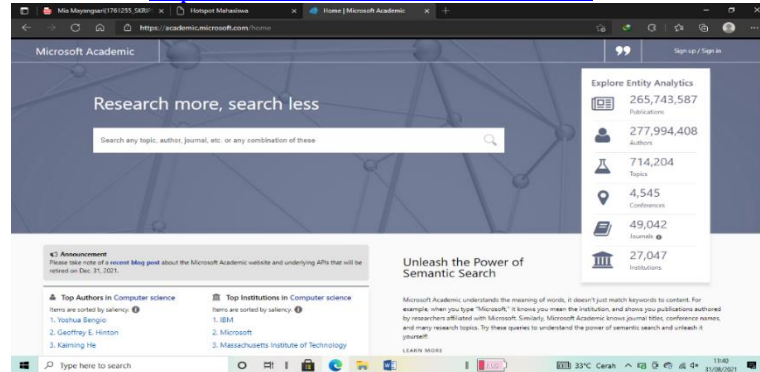 Mia Mayongsari(1761255_SKRIP
Hotspot Mahasiswa
Home | Microsoft Academic
https://academic.microsoft.com/home
Microsoft Academic
Sign up / Sign in
Research more, search less
Search any topic, author, journal, etc. or any combination of these
Explore Entity Analytics
265,743,587
Publications
277,994,408
Authors
714,204
Topics
4,545
Conferences
49,042
Journals
27,047
Institutions
Announcement
Please take note of a recent blog post about the Microsoft Academic website and underlying APIs that will be
retired on Dec. 31, 2021.
Top Authors in Computer science
Items are sorted by saliency.
1. Yoshua Bengio
2. Geoffrey E. Hinton
3. Kaiming He
Top Institutions in Computer science
Items are sorted by saliency.
1. IBM
2. Microsoft
3. Massachusetts Institute of Technology
Unleash the Power of
Semantic Search
Microsoft Academic understands the meaning of words, it doesn't just match keywords to content. For
example, when you type "Microsoft," it knows you mean the institution, and shows you publications authored
by researchers affiliated with Microsoft. Similarly, Microsoft Academic knows journal titles, conference names,
and many research topics. Try these queries to understand the power of semantic search and unleash it
yourself!
LEARN MORE
Type here to search
33°C Cerah
11:40
31/08/2021